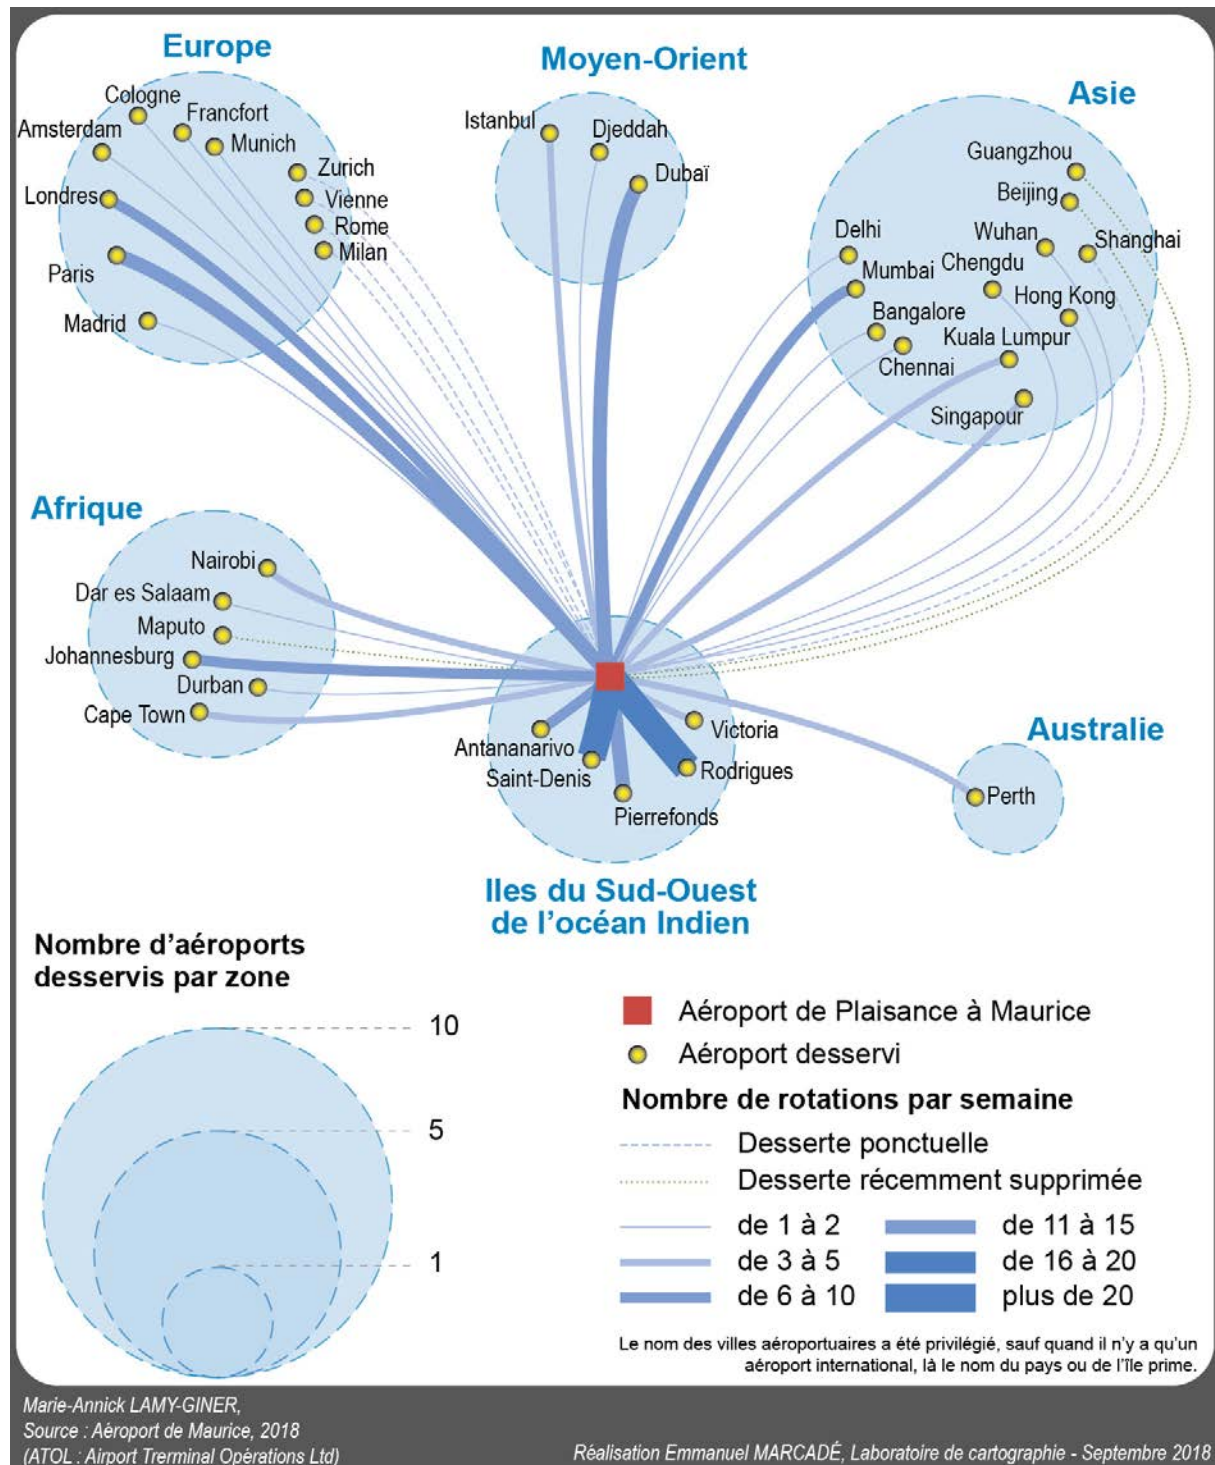 Europe
Cologne
Francfort
Amsterdam
Munich
Zurich
Londres
Vienne
Rome
Milan
Paris
Madrid
Moyen-Orient
Istanbul
Djeddah
Dubaï
Asie
Guangzhou
Beijing
Delhi
Wuhan
Shanghai
Mumbai
Chengdu
Hong Kong
Bangalore
Kuala Lumpur
Chennai
Singapour
Afrique
Nairobi
Dar es Salaam
Maputo
Johannesburg
Durban
Cape Town
Antananarivo
Victoria
Saint-Denis
Rodrigues
Pierrefonds
Iles du Sud-Ouest
de l'océan Indien
Australie
Perth
Nombre d'aéroports
desservis par zone
10
5
1
Aéroport de Plaisance à Maurice
Aéroport desservi
Nombre de rotations par semaine
Desserte ponctuelle
Desserte récemment supprimée
de 1 à 2
de 11 à 15
de 3 à 5
de 16 à 20
de 6 à 10
plus de 20
Le nom des villes aéroportuaires a été privilégié, sauf quand il n'y a qu'un
aéroport international, là le nom du pays ou de l'île prime.
Marie-Annick LAMY-GINER,
Source : Aéroport de Maurice, 2018
(ATOL : Airport Trerminal Opérations Ltd)
Réalisation Emmanuel MARCADÉ, Laboratoire de cartographie - Septembre 2018